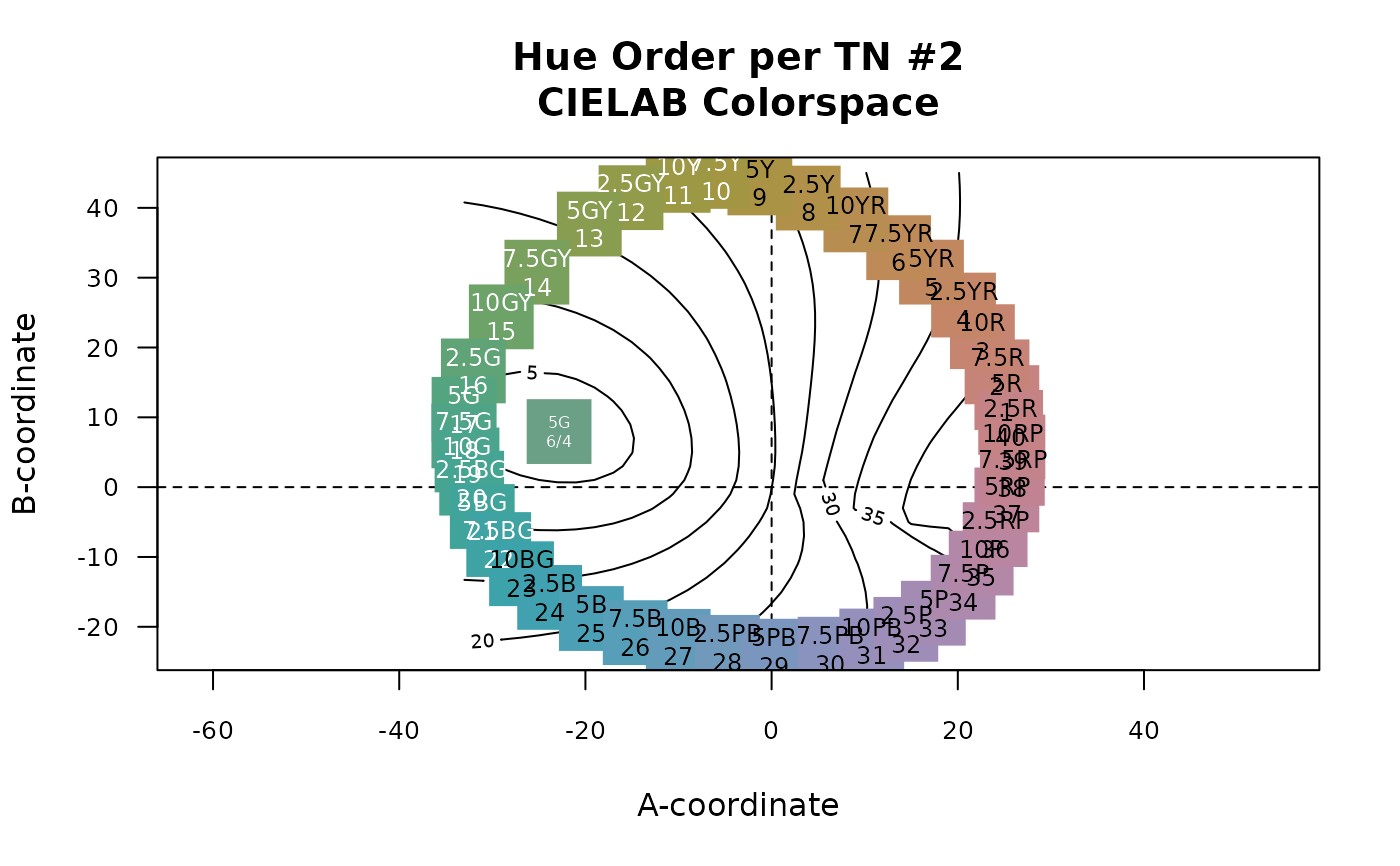 Hue Order per TN #2
CIELAB Colorspace
B-coordinate
40
30
20
10
0
-10
-20
5Y
9
7.5Y
10
10Y
11
2.5GY
12
5GY
13
7.5GY
14
10GY
15
2.5G
16
5G
17
7.5G
18
10G
19
2.5BG
20
5BG
21
7.5BG
22
10BG
23
2.5B
24
5B
25
7.5B
26
10B
27
2.5PB
28
5PB
29
7.5PB
30
10PB
31
2.5P
32
5P
33
7.5P
34
10P
35
2.5RP
36
5RP
37
7.5RP
38
10RP
39
2.5R
40
5R
1
7.5R
2
10R
3
2.5YR
4
5YR
5
7.5YR
6
10YR
7
2.5Y
8
5
5G
6/4
30
35
20
-60
-40
-20
0
20
40
A-coordinate